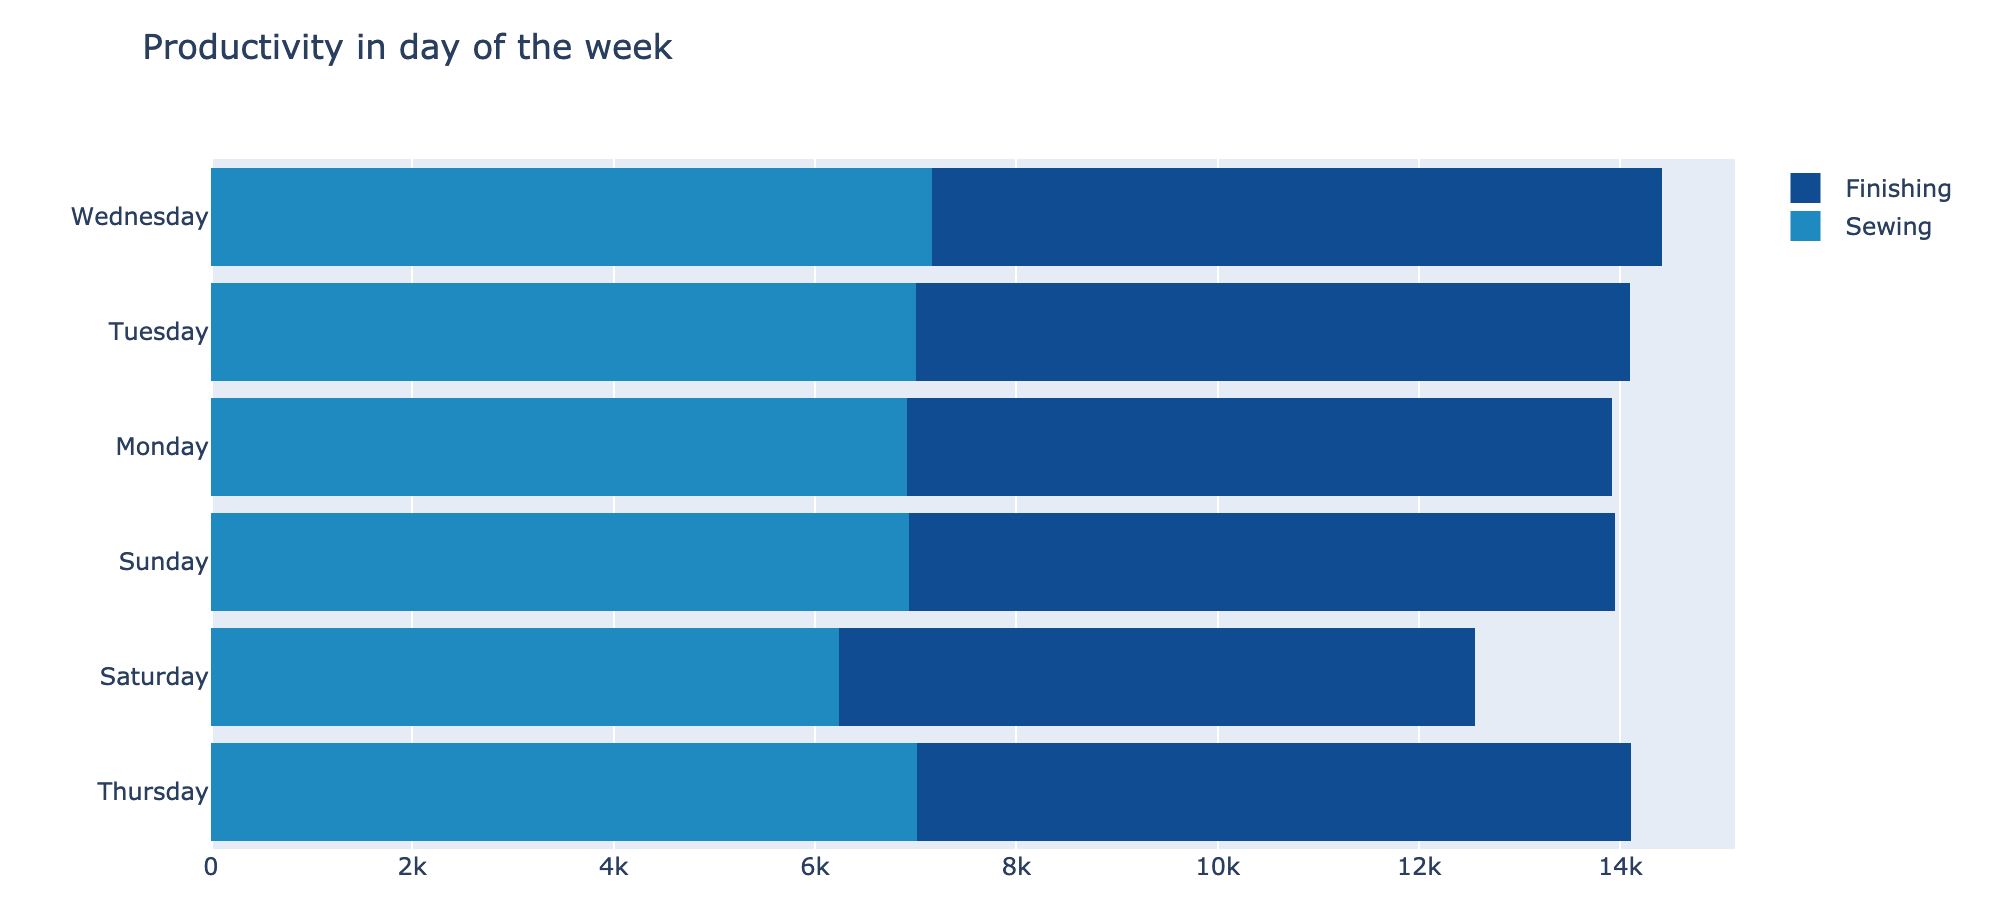 Productivity in day of the week
Finishing
Sewing
Wednesday
Tuesday
Monday
Sunday
Saturday
Thursday
0 2k 4k 6k 8k 10k 12k 14k